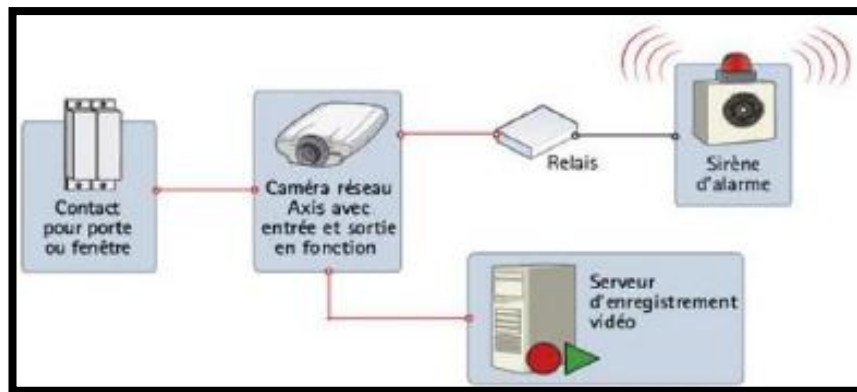 Contact
pour porte
ou fenêtre
Caméra réseau
Axis avec
entrée et sortie
en fonction
Relais
Sirène
d'alarme
Serveur
d'enregistrement
vidéo